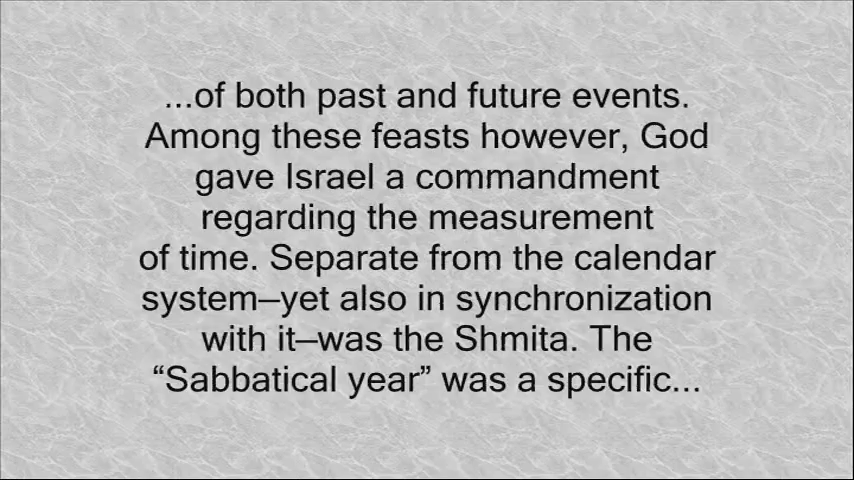 ...of both past and future events.
Among these feasts however, God
gave Israel a commandment
regarding the measurement
of time. Separate from the calendar
system—yet also in synchronization
with it—was the Shmita. The
“Sabbatical year” was a specific...